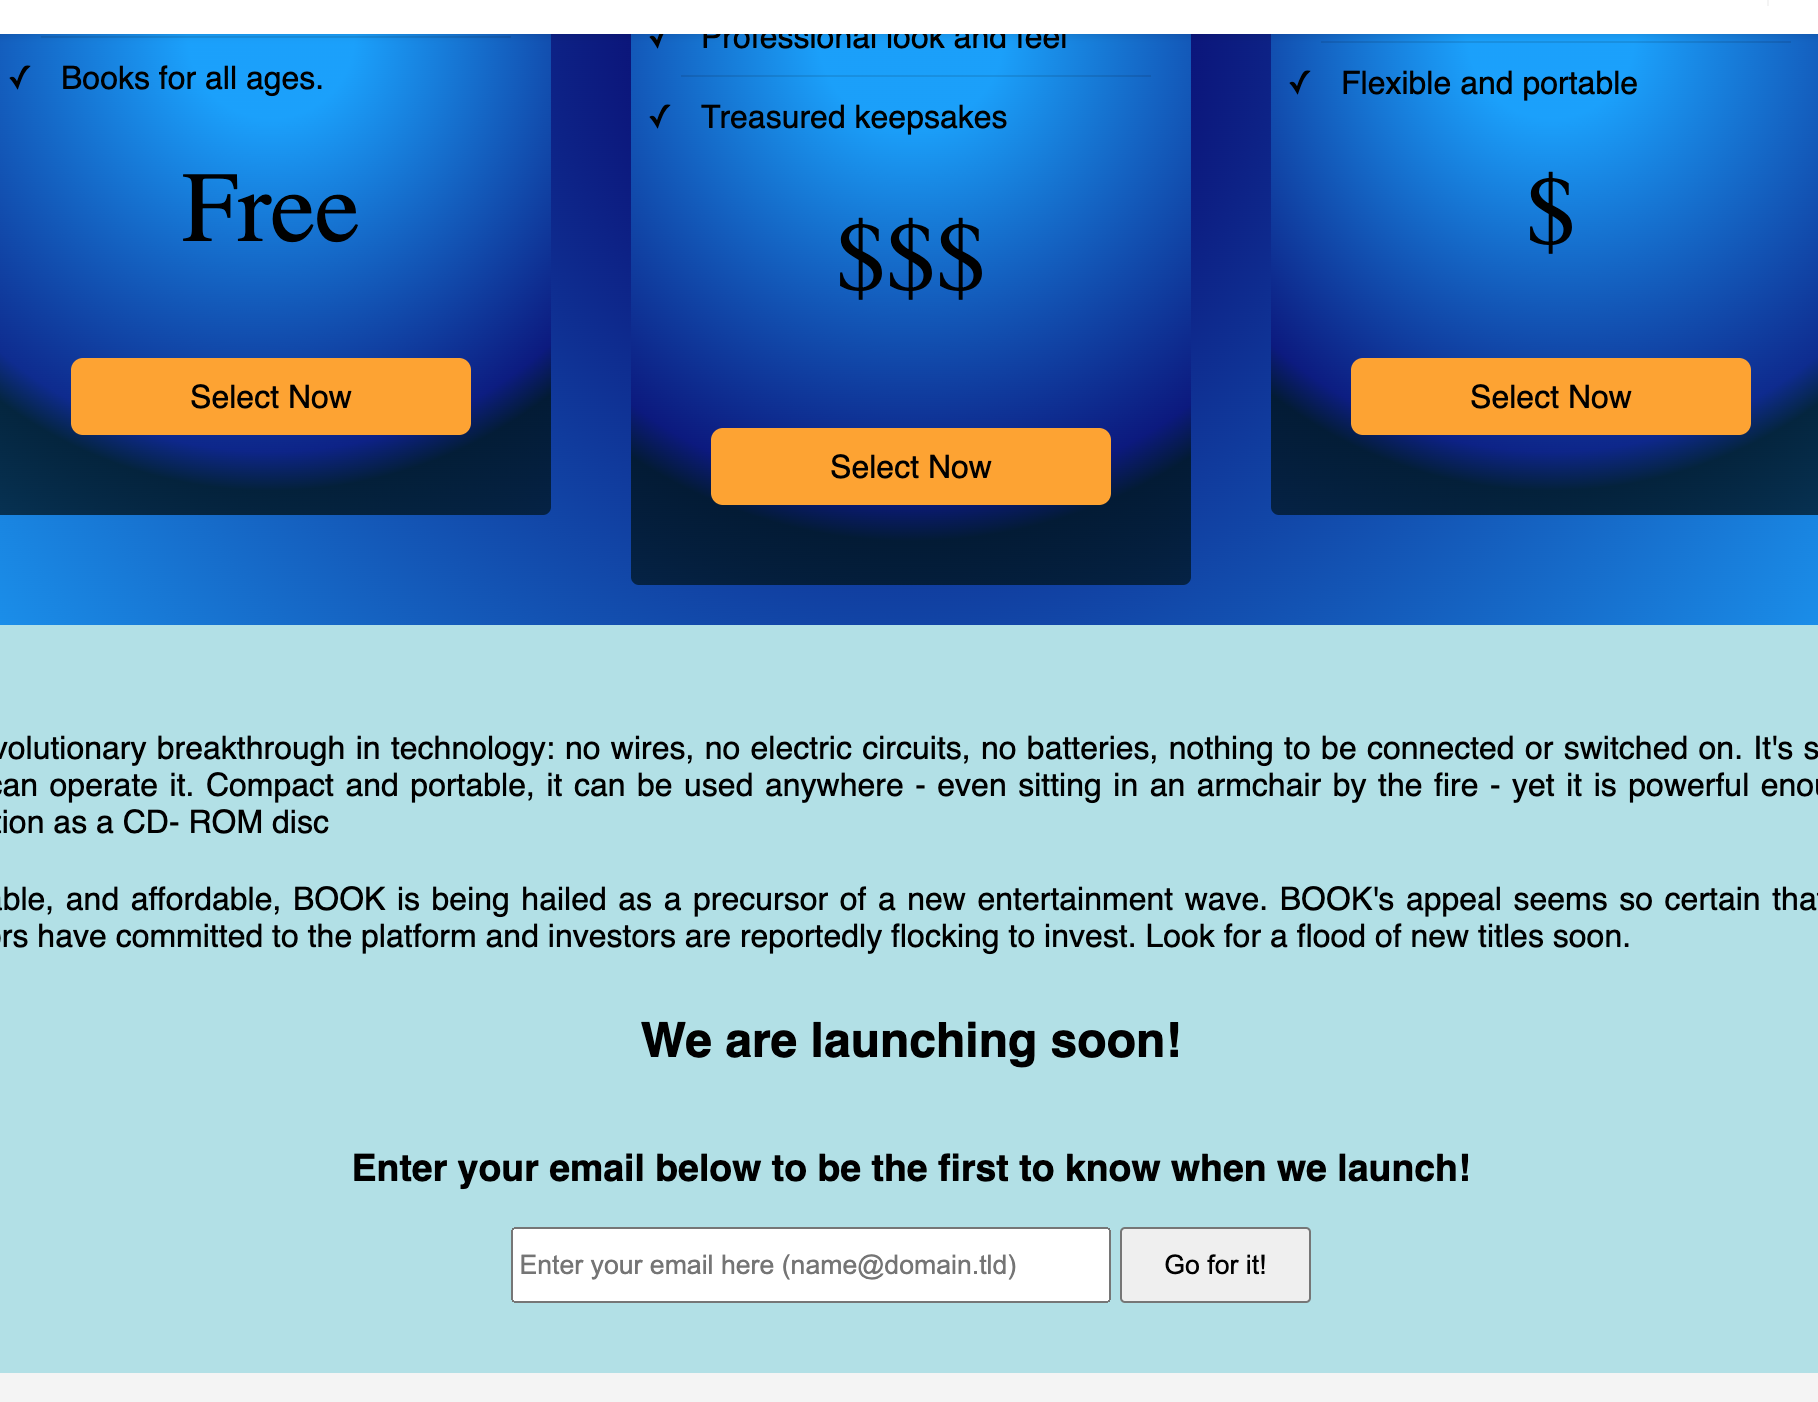 ✓ Books for all ages.
Free
Select Now
✓ Professional look and feel
✓ Treasured keepsakes
$$$
Select Now
✓ Flexible and portable
$
Select Now
breakthrough in technology: no wires, no electric circuits, no batteries, nothing to be connected or switched on. It's
can operate it. Compact and portable, it can be used anywhere - even sitting in an armchair by the fire - yet it is powerful
as a CD- ROM disc
and affordable, BOOK is being hailed as a precursor of a new entertainment wave. BOOK's appeal seems so certain
have committed to the platform and investors are reportedly flocking to invest. Look for a flood of new titles soon.
We are launching soon!
Enter your email below to be the first to know when we launch!
Enter your email here (name@domain.tld)
Go for it!